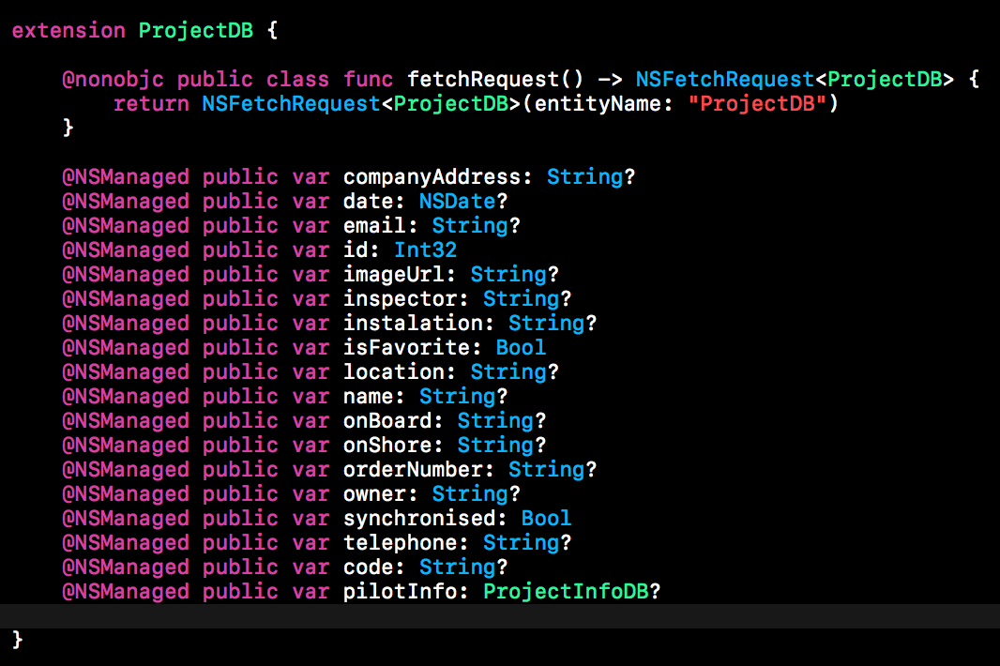 extension ProjectDB {
@nonobjc public class func fetchRequest() -> NSFetchRequest<ProjectDB> {
return NSFetchRequest<ProjectDB>(entityName: "ProjectDB")
}
@NSManaged public var companyAddress: String?
@NSManaged public var date: NSDate?
@NSManaged public var email: String?
@NSManaged public var id: Int32
@NSManaged public var imageUrl: String?
@NSManaged public var inspector: String?
@NSManaged public var instalation: String?
@NSManaged public var isFavorite: Bool
@NSManaged public var location: String?
@NSManaged public var name: String?
@NSManaged public var onBoard: String?
@NSManaged public var onShore: String?
@NSManaged public var orderNumber: String?
@NSManaged public var owner: String?
@NSManaged public var synchronised: Bool
@NSManaged public var telephone: String?
@NSManaged public var code: String?
@NSManaged public var pilotInfo: ProjectInfoDB?
}